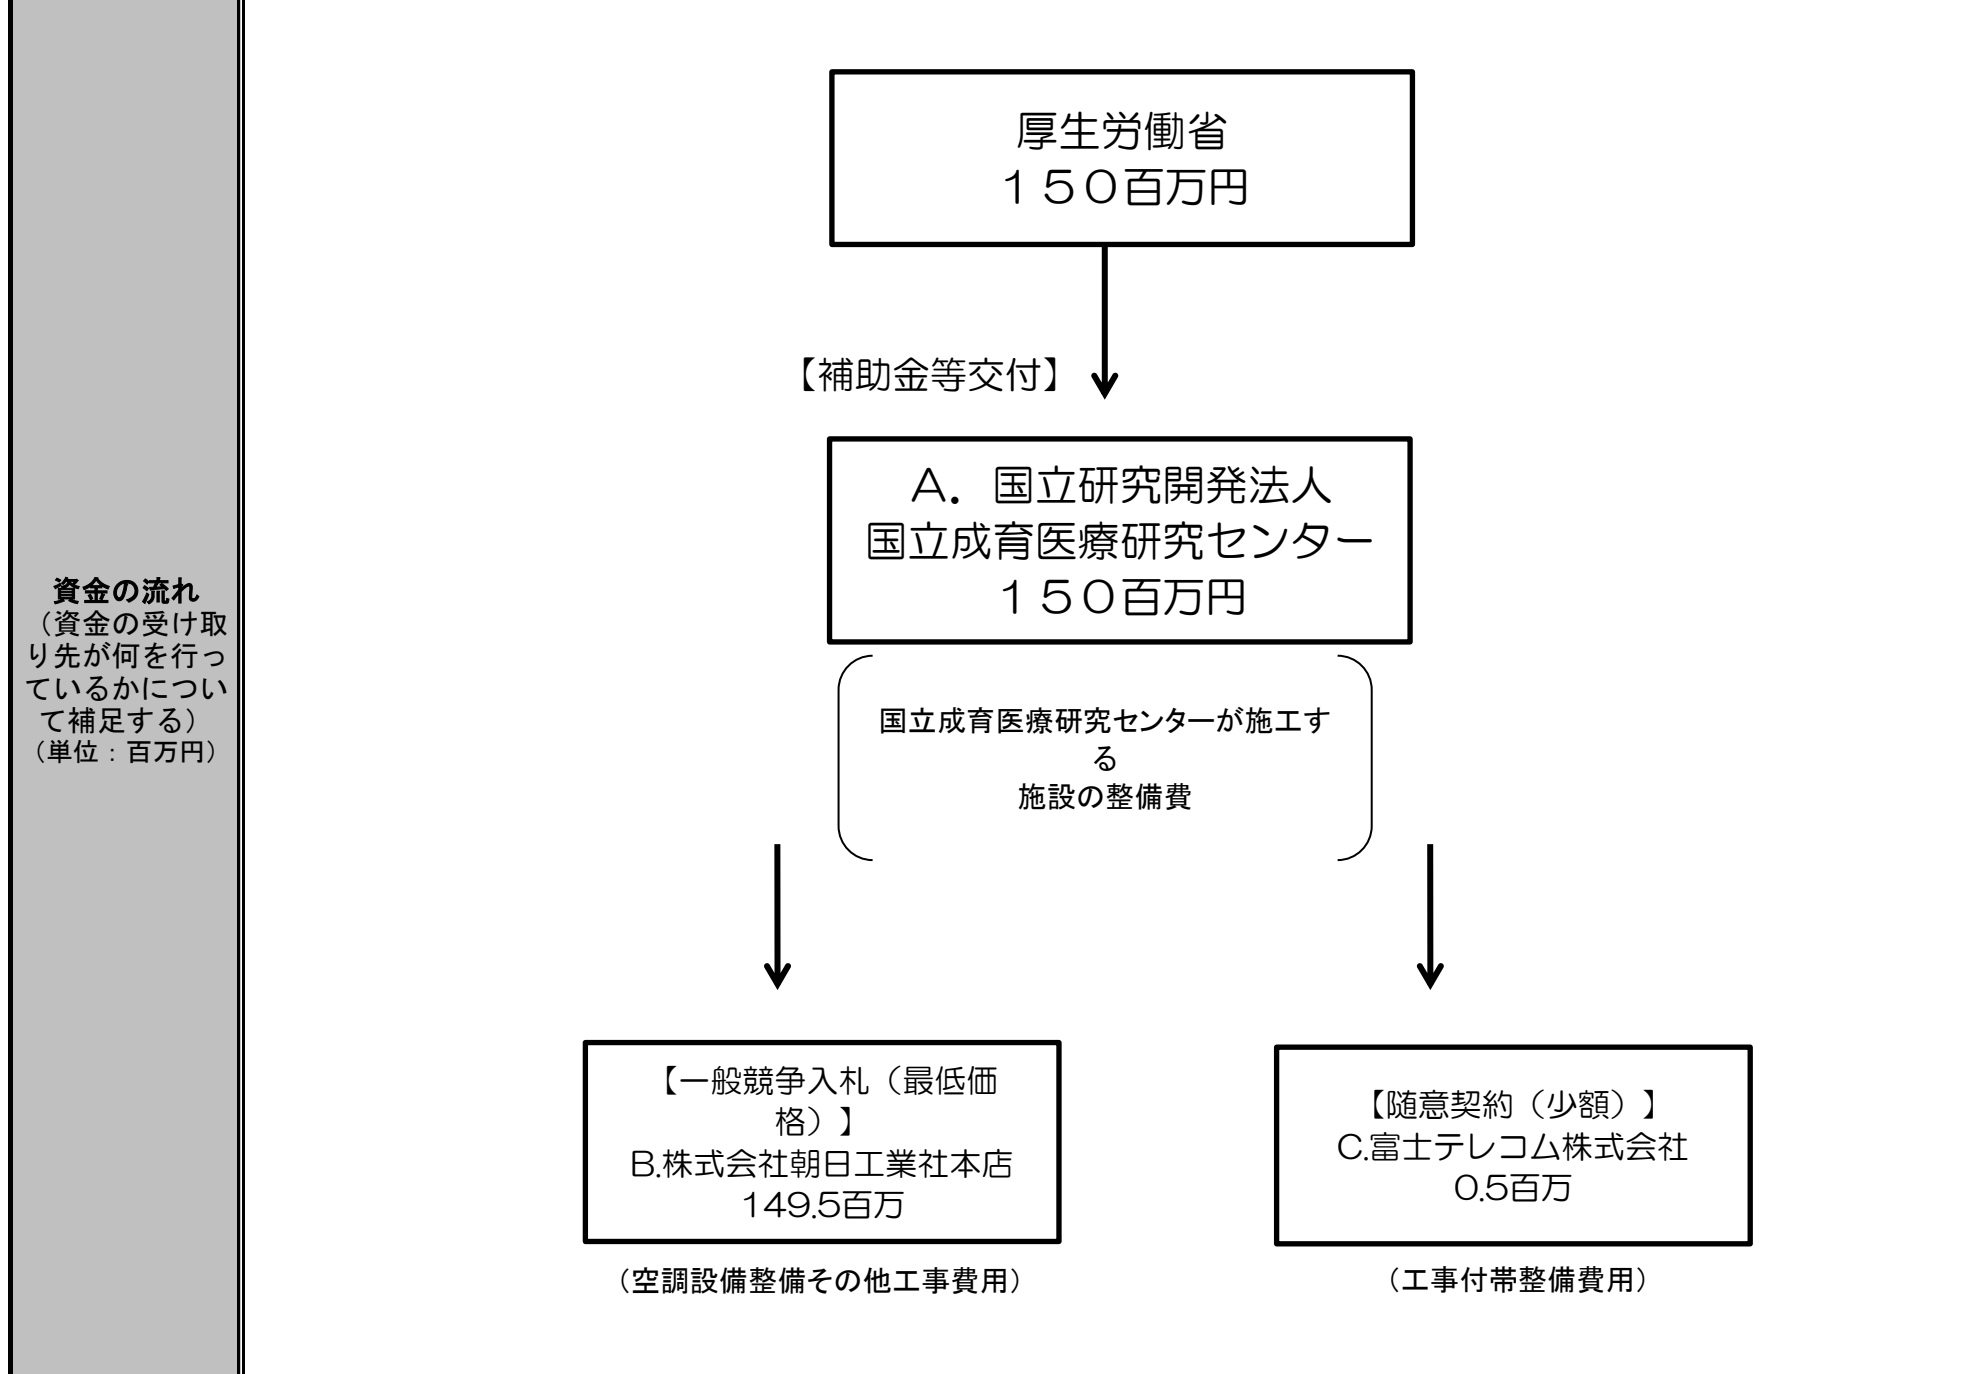 資金の流れ
（資金の受け取
り先が何を行っ
ているかについ
て補足する）
（単位：百万円）
厚生労働省
１５０百万円
【補助金等交付】
Ａ．国立研究開発法人
国立成育医療研究センター
１５０百万円
国立成育医療研究センターが施工す
る
施設の整備費
【一般競争入札（最低価
格）】
B.株式会社朝日工業社本店
149.5百万
（空調設備整備その他工事費用）
【随意契約（少額）】
C.富士テレコム株式会社
0.5百万
（工事付帯整備費用）